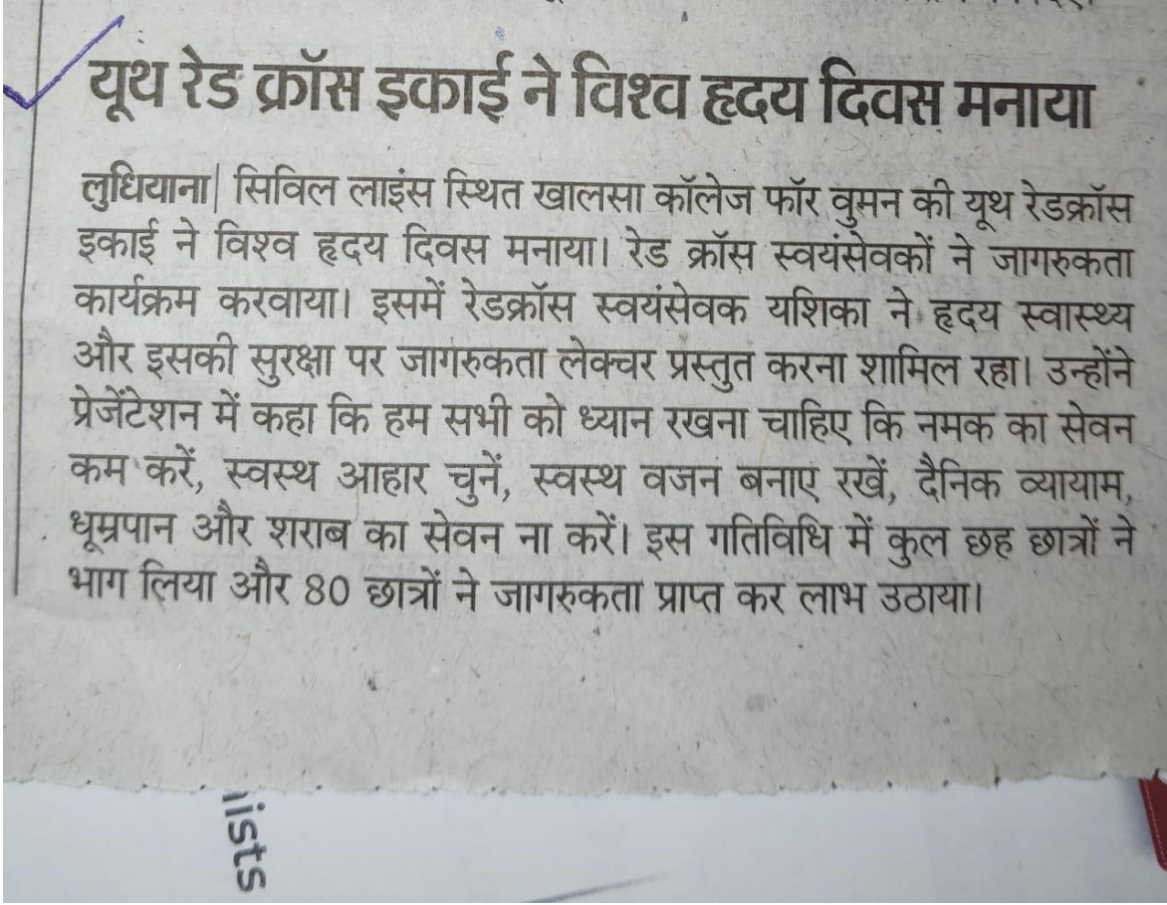 यूथ रेड क्रॉस इकाई ने विश्व हृदय दिवस मनाया
लुधियाना| सिविल लाइंस स्थित खालसा कॉलेज फॉर वुमन की यूथ रेडक्रॉस
इकाई ने विश्व हृदय दिवस मनाया। रेड क्रॉस स्वयंसेवकों ने जागरुकता
कार्यक्रम करवाया। इसमें रेडक्रॉस स्वयंसेवक यशिका ने हृदय स्वास्थ्य
और इसकी सुरक्षा पर जागरुकता लेक्चर प्रस्तुत करना शामिल रहा। उन्होंने
प्रेजेंटेशन में कहा कि हम सभी को ध्यान रखना चाहिए कि नमक का सेवन
कम करें, स्वस्थ आहार चुनें, स्वस्थ वजन बनाए रखें, दैनिक व्यायाम,
धूम्रपान और शराब का सेवन ना करें। इस गतिविधि में कुल छह छात्रों ने
भाग लिया और 80 छात्रों ने जागरुकता प्राप्त कर लाभ उठाया।
ists